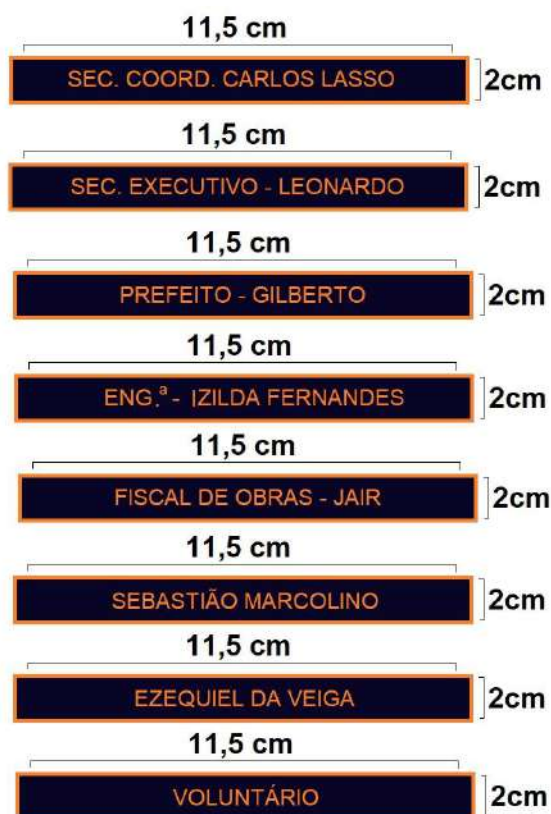 11,5 cm
SEC. COORD. CARLOS LASSO 2cm
11,5 cm
SEC. EXECUTIVO - LEONARDO 2cm
11,5 cm
PREFEITO - GILBERTO 2cm
11,5 cm
ENG.ª - IZILDA FERNANDES 2cm
11,5 cm
FISCAL DE OBRAS - JAIR 2cm
11,5 cm
SEBASTIÃO MARCOLINO 2cm
11,5 cm
EZEQUIEL DA VEIGA 2cm
11,5 cm
VOLUNTÁRIO 2cm